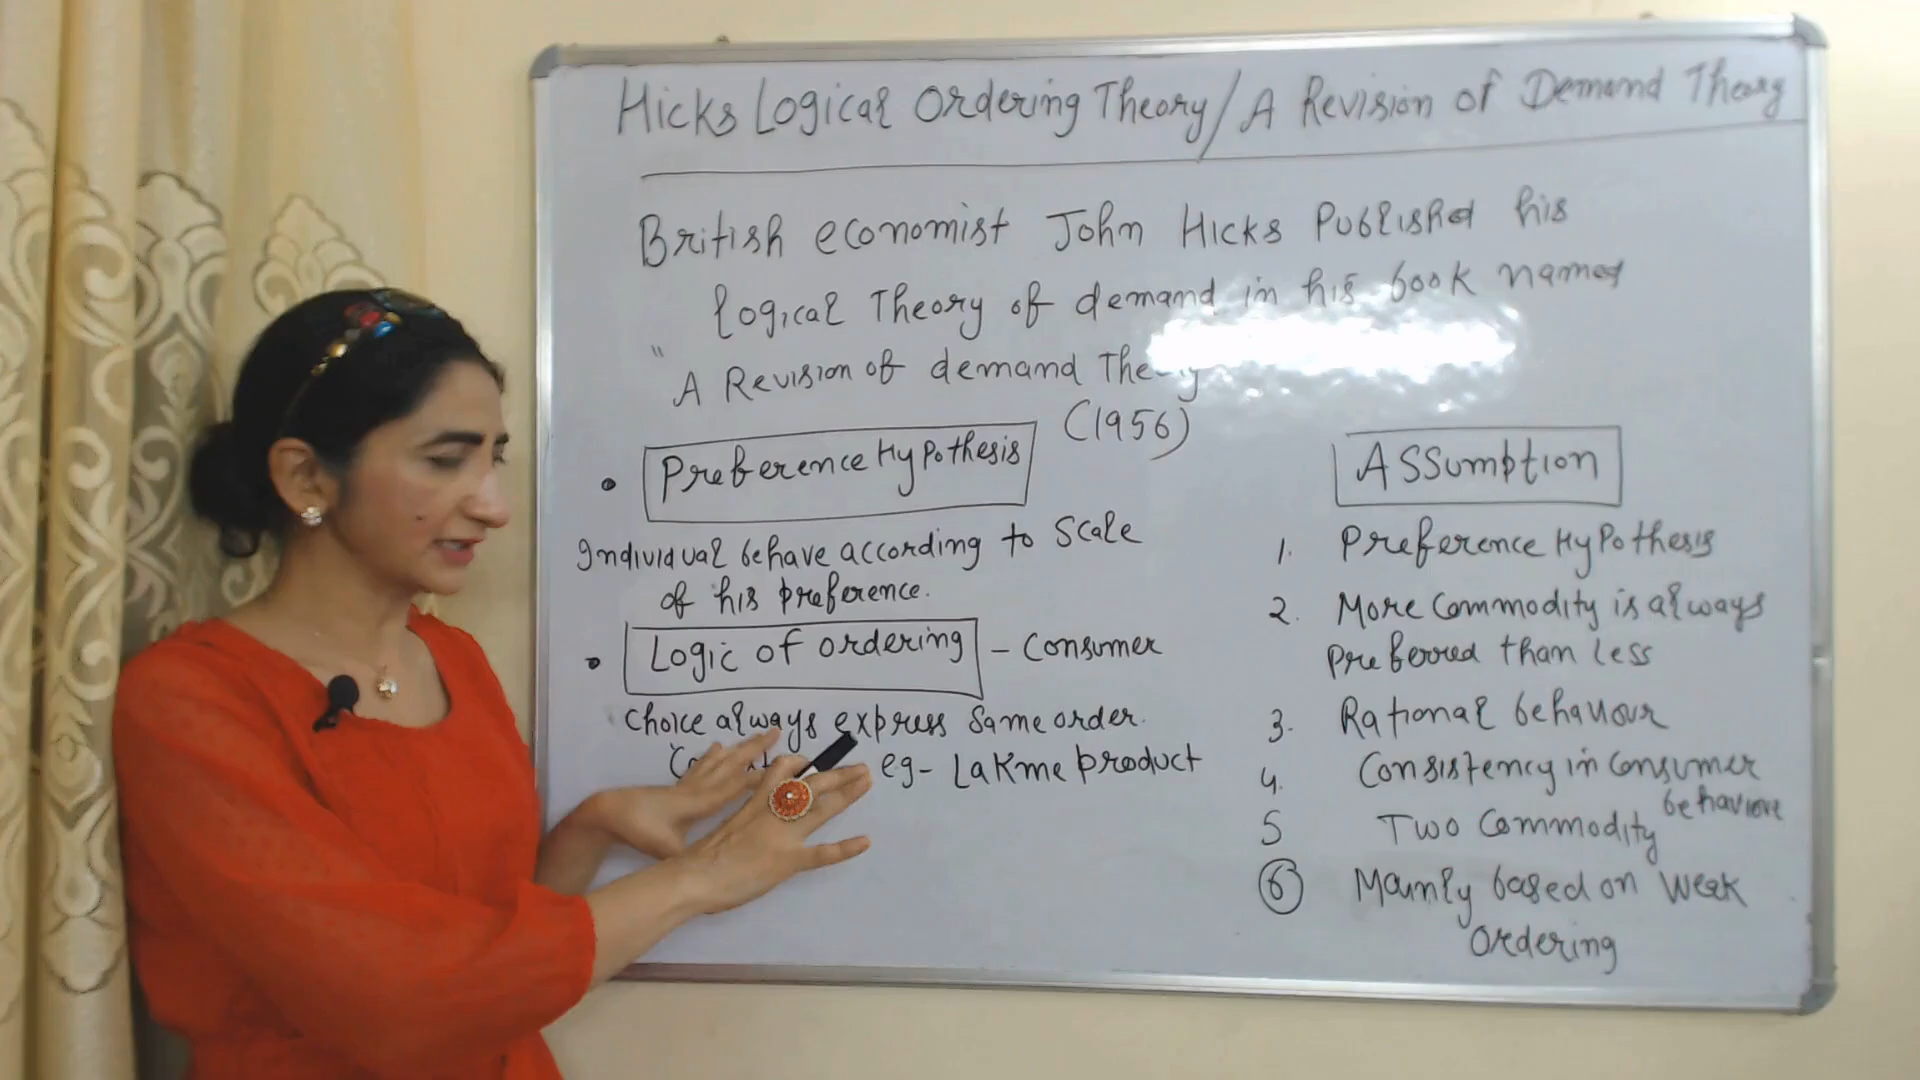 Hicks Logical Ordering Theory/A Revision of Demand Theory
British economist John Hicks Published his
logical Theory of demand in his book named
" A Revision of demand
(1956)
• Preference Hypothesis
Individual behave according to Scale
of his preference.
• Logic of ordering – Consumer
choice always express same order.
eg- Lakme product
Assumption
1. Preference Hypothesis
2. More Commodity is always
preferred than less
3. Rational behaviour
4. Consistency in consumer
behaviour
5 Two Commodity
6 Mainly based on weak
Ordering